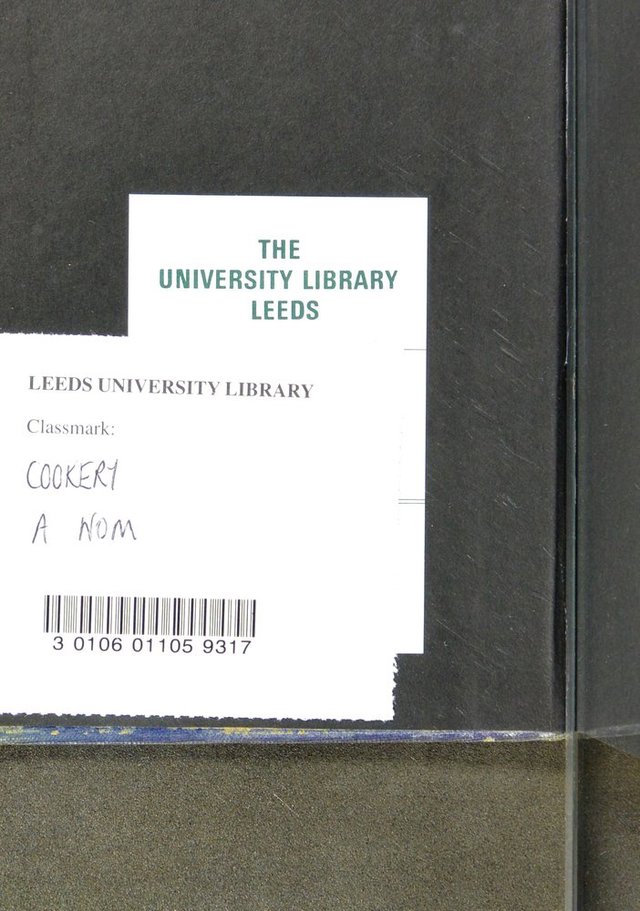 THE
UNIVERSITY LIBRARY
LEEDS
LEEDS UNIVERSITY LIBRARY
Classmark:
COOKERY
A NOM
3 0106 01105 9317